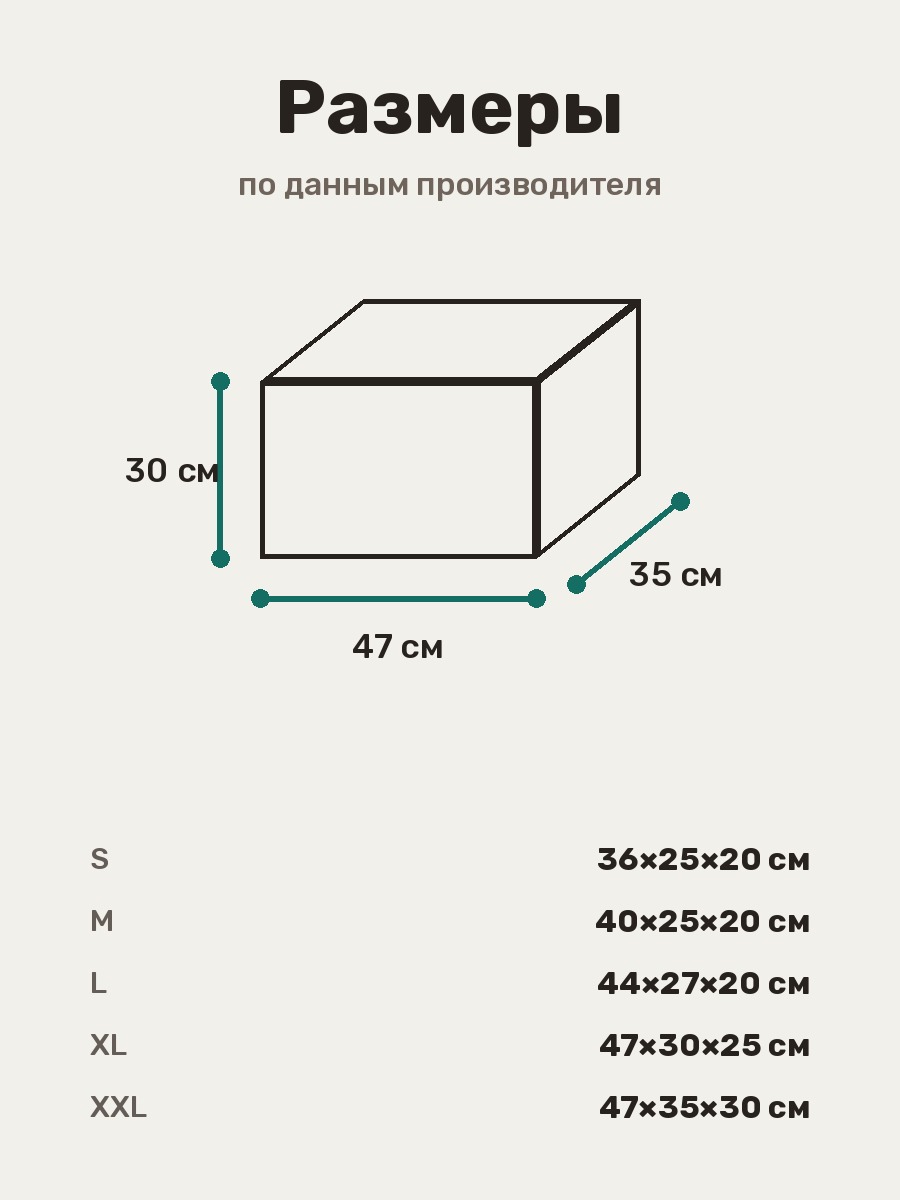 Размеры
по данным производителя
30 см
35 см
47 см
S 36×25×20 см
M 40×25×20 см
L 44×27×20 см
XL 47×30×25 см
XXL 47×35×30 см